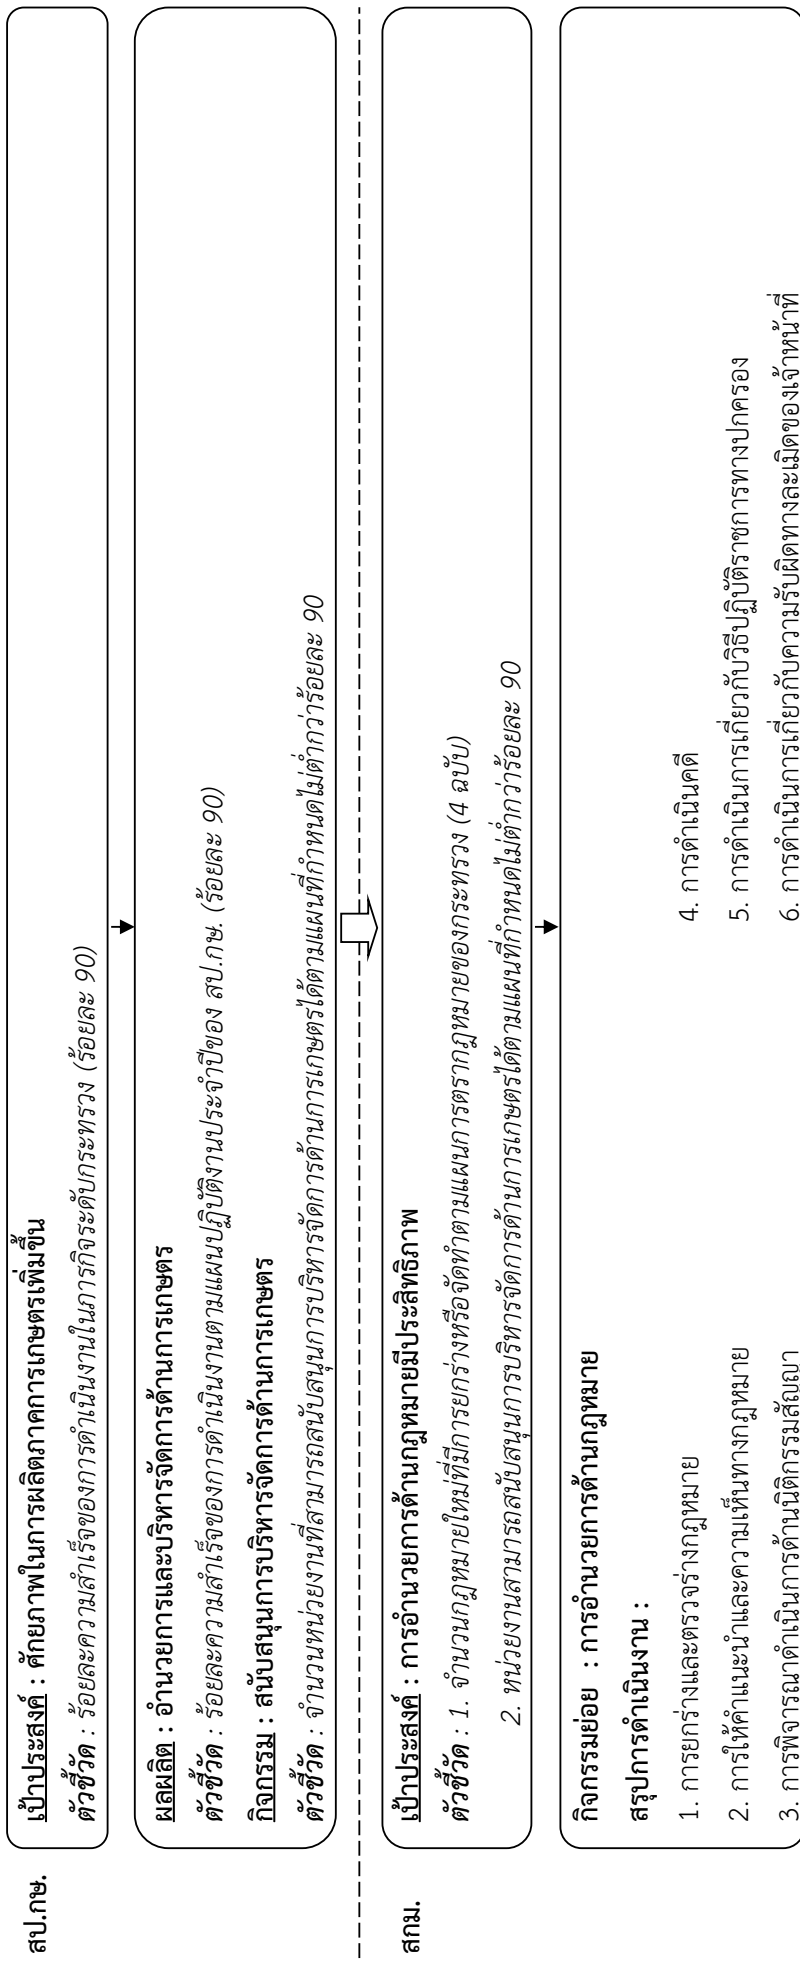 สป.กษ.
เป้าประสงค์ : ศักยภาพในการผลิตภาคการเกษตรเพิ่มขึ้น
ตัวชี้วัด : ร้อยละความสำเร็จของการดำเนินงานในภารกิจระดับกระทรวง (ร้อยละ 90)
ผลผลิต : อำนวยการและบริหารจัดการด้านการเกษตร
ตัวชี้วัด : ร้อยละความสำเร็จของการดำเนินงานตามแผนปฏิบัติงานประจำปีของ สป.กษ. (ร้อยละ 90)
กิจกรรม : สนับสนุนการบริหารจัดการด้านการเกษตร
ตัวชี้วัด : จำนวนหน่วยงานที่สามารถสนับสนุนการบริหารจัดการด้านการเกษตรได้ตามแผนที่กำหนดไม่ต่ำกว่าร้อยละ 90
สกม.
เป้าประสงค์ : การอำนวยการด้านกฎหมายมีประสิทธิภาพ
ตัวชี้วัด : 1. จำนวนกฎหมายใหม่ที่มีการยกร่างหรือจัดทำตามแผนการตรากฎหมายของกระทรวง (4 ฉบับ)
2. หน่วยงานสามารถสนับสนุนการบริหารจัดการด้านการเกษตรได้ตามแผนที่กำหนดไม่ต่ำกว่าร้อยละ 90
กิจกรรมย่อย : การอำนวยการด้านกฎหมาย
สรุปการดำเนินงาน :
1. การยกร่างและตรวจร่างกฎหมาย
2. การให้คำแนะนำและความเห็นทางกฎหมาย
3. การพิจารณาดำเนินการด้านนิติกรรมสัญญา
4. การดำเนินคดี
5. การดำเนินการเกี่ยวกับวิธีปฏิบัติราชการทางปกครอง
6. การดำเนินการเกี่ยวกับความรับผิดทางละเมิดของเจ้าหน้าที่